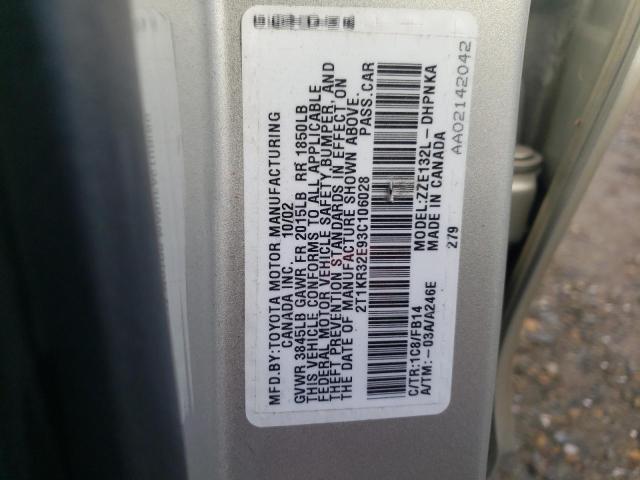 MFD.BY:TOYOTA MOTOR MANUFACTURING
CANADA INC. 10/02
GVWR 3845LB GAWR FR 2015LB RR 1850LB
THIS VEHICLE CONFORMS TO ALL APPLICABLE
FEDERAL MOTOR VEHICLE SAFETY,BUMPER, AND
THEFT PREVENTION STANDARDS IN EFFECT ON
THE DATE OF MANUFACTURE SHOWN ABOVE.
2T1KR32E93C106028 PASS.CAR
C/TR:1C8/FB14 MODEL:ZZE132L-DHPNKA
A/TM:-03A/A246E MADE IN CANADA
279 AA02142042